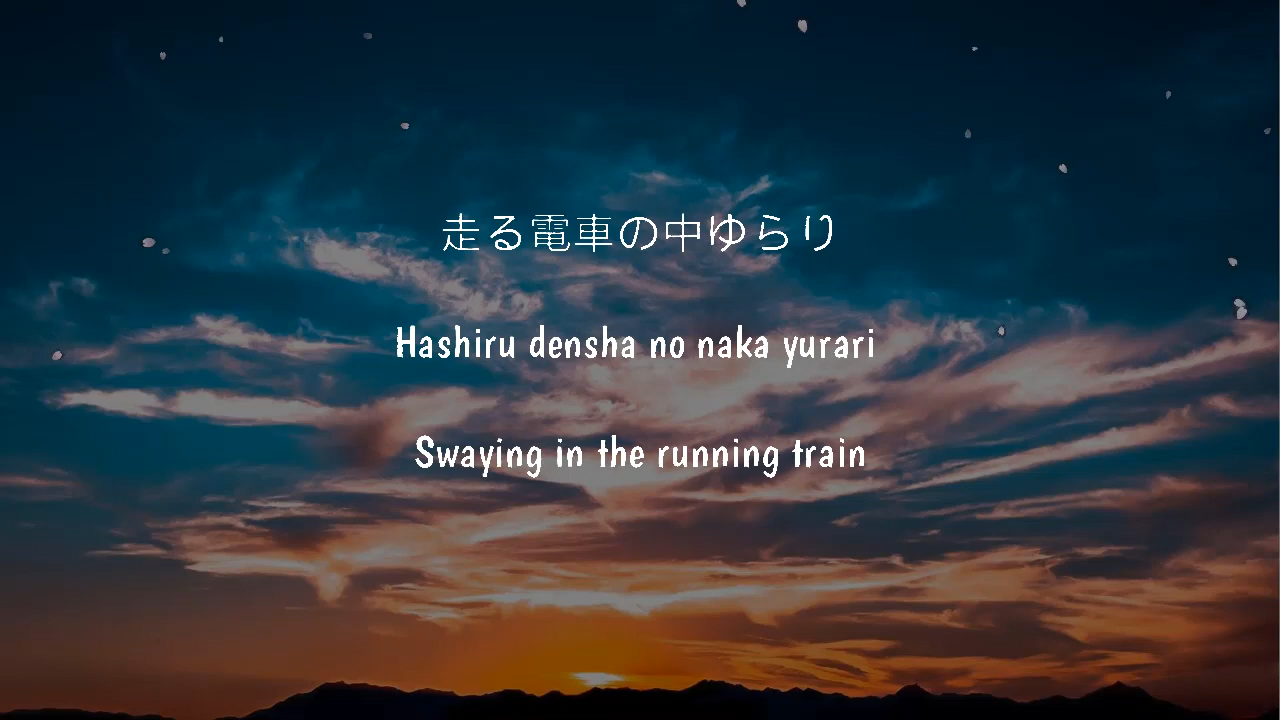 走る電車の中ゆらり
Hashiru densha no naka yurari
Swaying in the running train